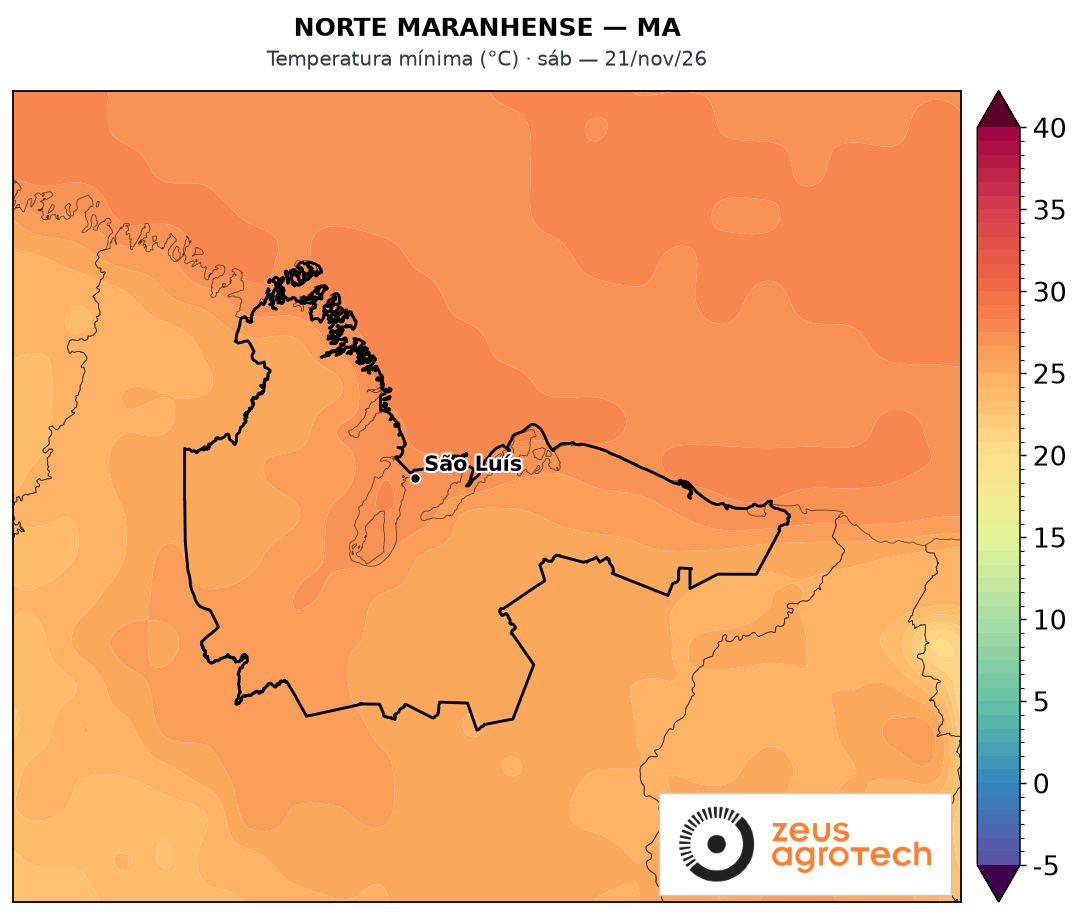 NORTE MARANHENSE — MA
Temperatura mínima (°C) · sáb — 21/nov/26
São Luís
40
35
30
25
20
15
10
5
0
-5
zeus
agrotech